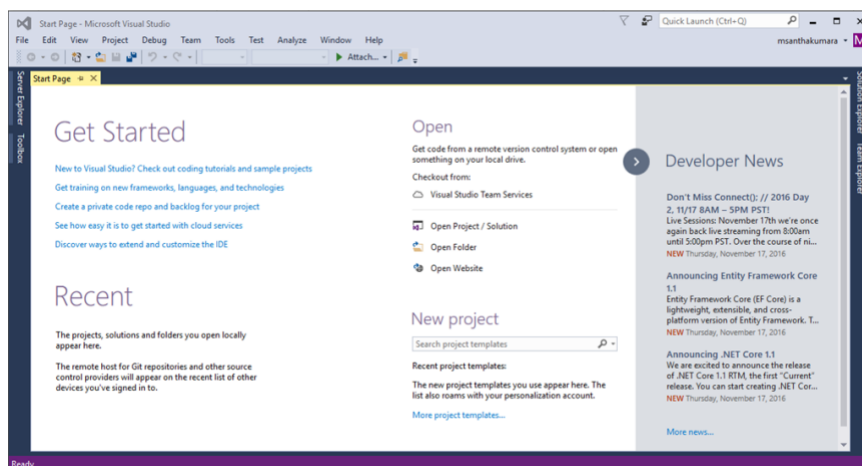 Start Page - Microsoft Visual Studio
Quick Launch (Ctrl+Q)
File Edit View Project Debug Team Tools Test Analyze Window Help
msanthakumara
M
Attach...
Server Explorer
Toolbox
Start Page
Solution Explorer
Team Explorer
Get Started
New to Visual Studio? Check out coding tutorials and sample projects
Get training on new frameworks, languages, and technologies
Create a private code repo and backlog for your project
See how easy it is to get started with cloud services
Discover ways to extend and customize the IDE
Recent
The projects, solutions and folders you open locally
appear here.
The remote host for Git repositories and other source
control providers will appear on the recent list of other
devices you've signed in to.
Open
Get code from a remote version control system or open
something on your local drive.
Checkout from:
Visual Studio Team Services
Open Project / Solution
Open Folder
Open Website
New project
Search project templates
Recent project templates:
The new project templates you use appear here. The
list also roams with your personalization account.
More project templates...
Developer News
Don't Miss Connect(); // 2016 Day
2, 11/17 8AM – 5PM PST!
Live Sessions: November 17th we're once
again back live streaming from 8:00am
until 5:00pm PST. Over the course of ni...
NEW Thursday, November 17, 2016
Announcing Entity Framework Core
1.1
Entity Framework Core (EF Core) is a
lightweight, extensible, and cross-
platform version of Entity Framework. T...
NEW Thursday, November 17, 2016
Announcing .NET Core 1.1
We are excited to announce the release
of .NET Core 1.1 RTM, the first "Current"
release. You can start creating .NET Cor...
NEW Thursday, November 17, 2016
More news...
Ready